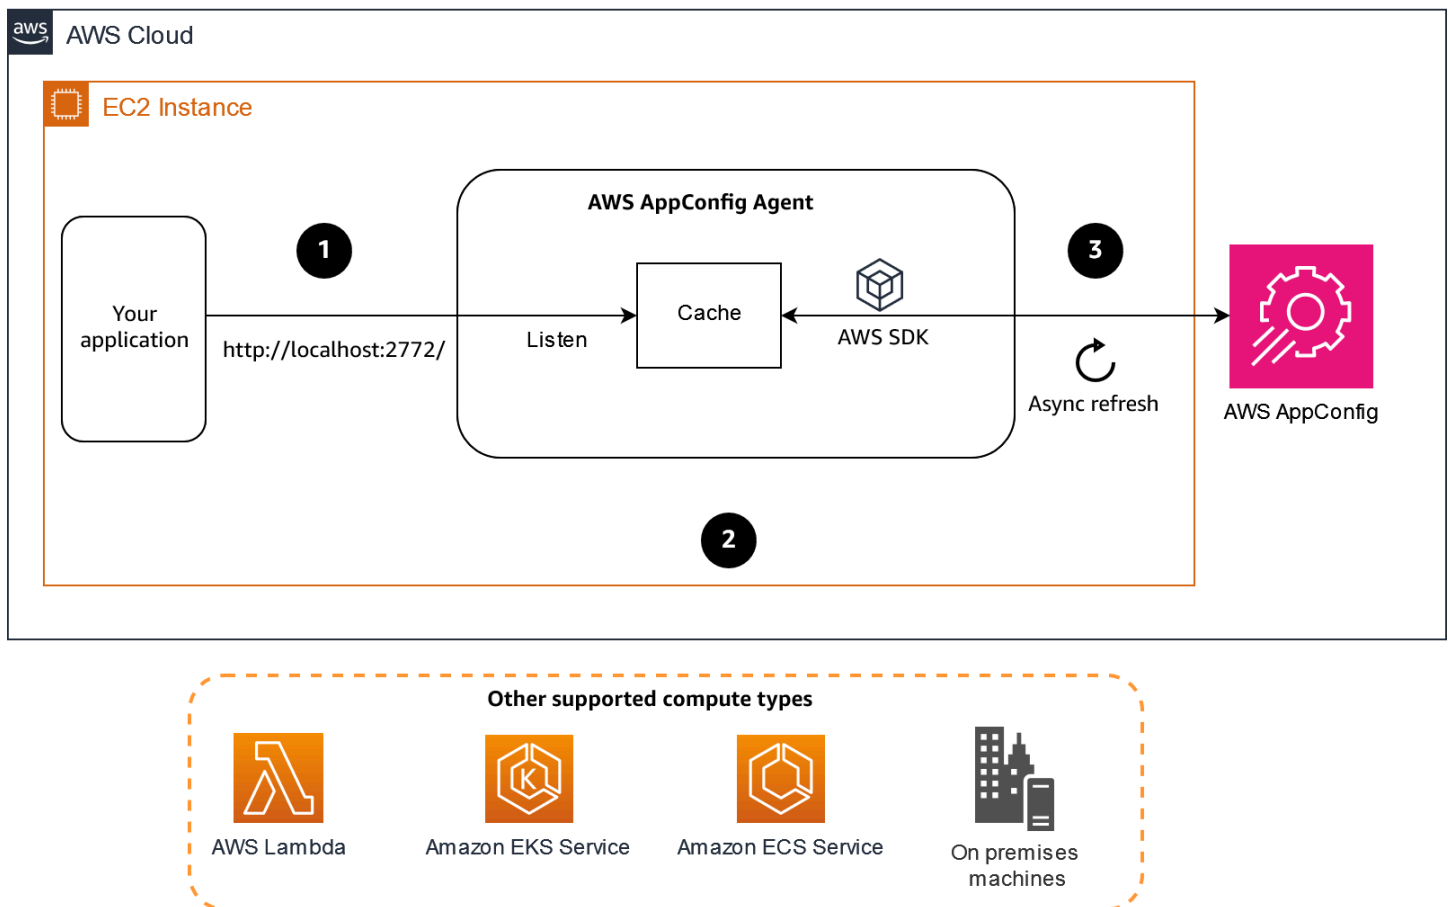 aws
AWS Cloud
EC2 Instance
AWS AppConfig Agent
1
3
Your
application
http://localhost:2772/
Listen
Cache
AWS SDK
Async refresh
AWS AppConfig
2
Other supported compute types
K
AWS Lambda
Amazon EKS Service
Amazon ECS Service
On premises
machines